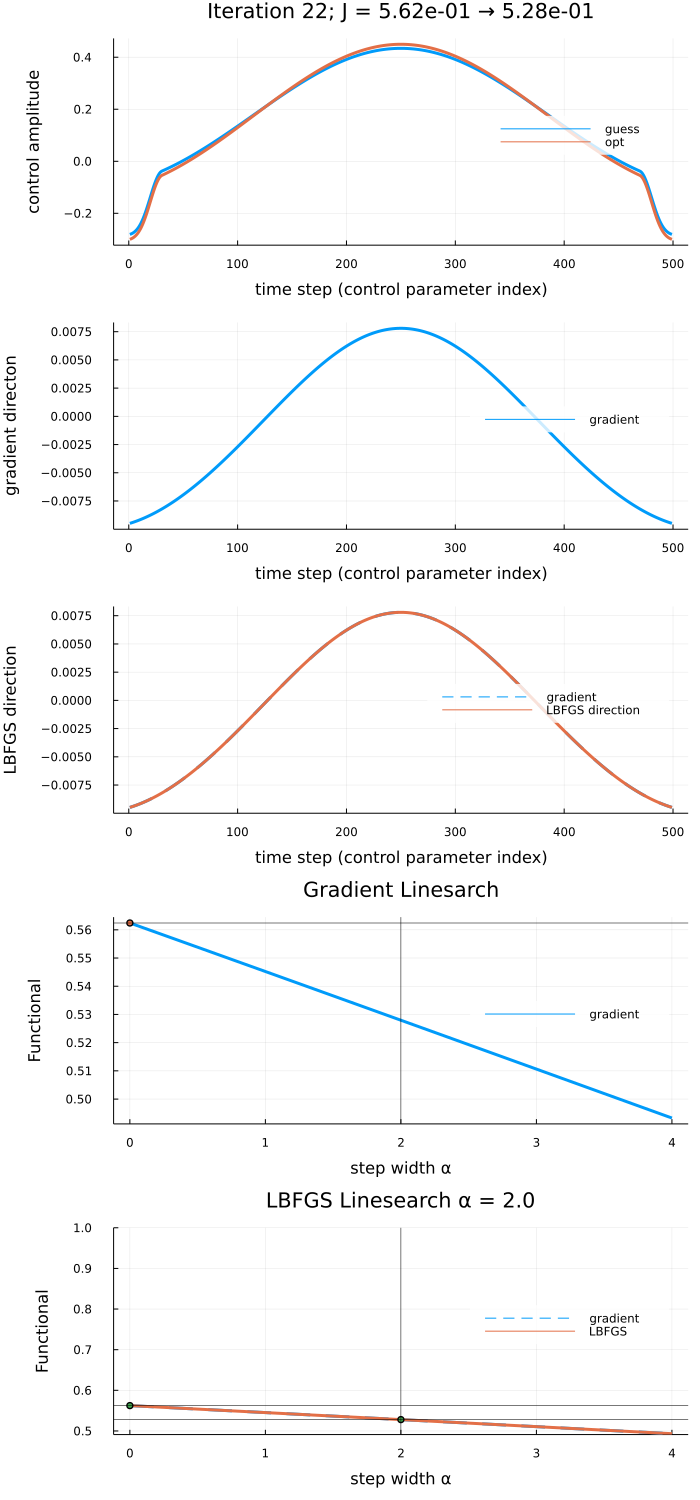 Iteration 22; J = 5.62e-01 → 5.28e-01
control amplitude
0.4
0.2
0.0
−0.2
guess
opt
0 100 200 300 400 500
time step (control parameter index)
gradient directon
0.0075
0.0050
0.0025
0.0000
−0.0025
−0.0050
−0.0075
gradient
0 100 200 300 400 500
time step (control parameter index)
LBFGS direction
0.0075
0.0050
0.0025
0.0000
−0.0025
−0.0050
−0.0075
gradient
LBFGS direction
0 100 200 300 400 500
time step (control parameter index)
Gradient Linesarch
Functional
0.56
0.55
0.54
0.53
0.52
0.51
0.50
gradient
0 1 2 3 4
step width α
LBFGS Linesearch α = 2.0
Functional
1.0
0.9
0.8
0.7
0.6
0.5
gradient
LBFGS
0 1 2 3 4
step width α